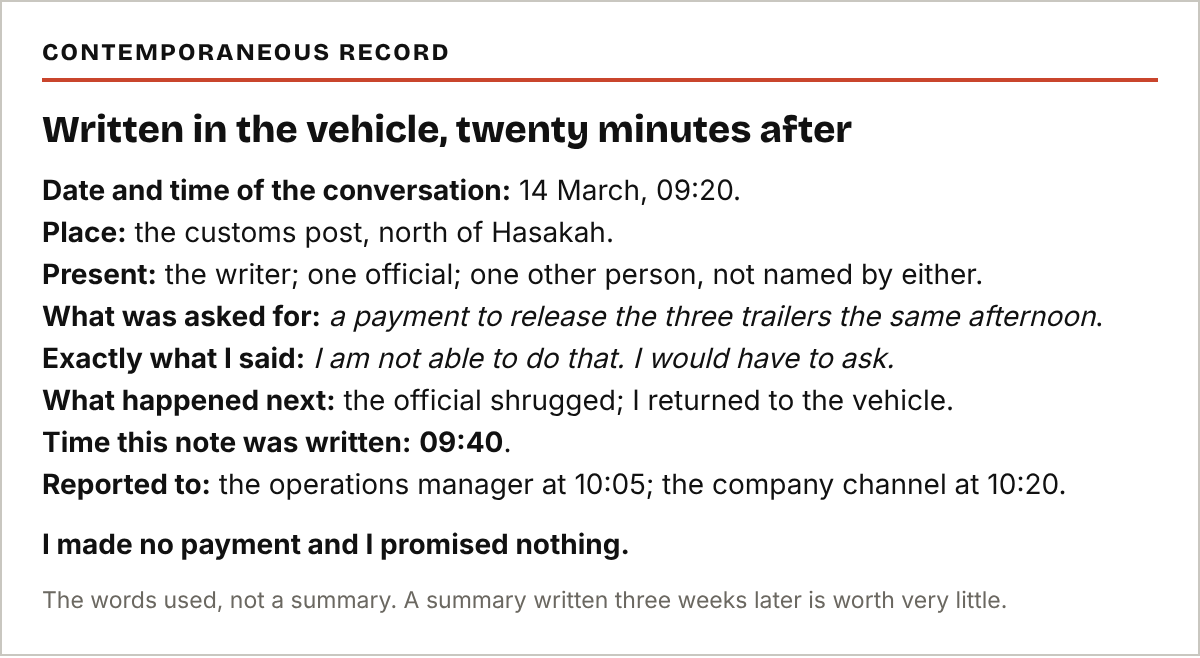 CONTEMPORANEOUS RECORD
Written in the vehicle, twenty minutes after
Date and time of the conversation: 14 March, 09:20.
Place: the customs post, north of Hasakah.
Present: the writer; one official; one other person, not named by either.
What was asked for: a payment to release the three trailers the same afternoon.
Exactly what I said: I am not able to do that. I would have to ask.
What happened next: the official shrugged; I returned to the vehicle.
Time this note was written: 09:40.
Reported to: the operations manager at 10:05; the company channel at 10:20.
I made no payment and I promised nothing.
The words used, not a summary. A summary written three weeks later is worth very little.